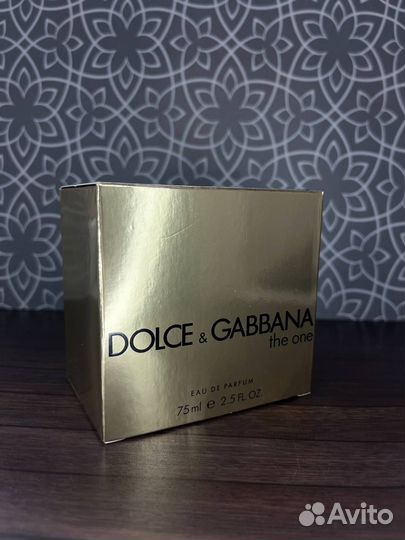 DOLCE & GABBANA
the one
EAU DE PARFUM
75ml e 2.5 FL.OZ.
Avito